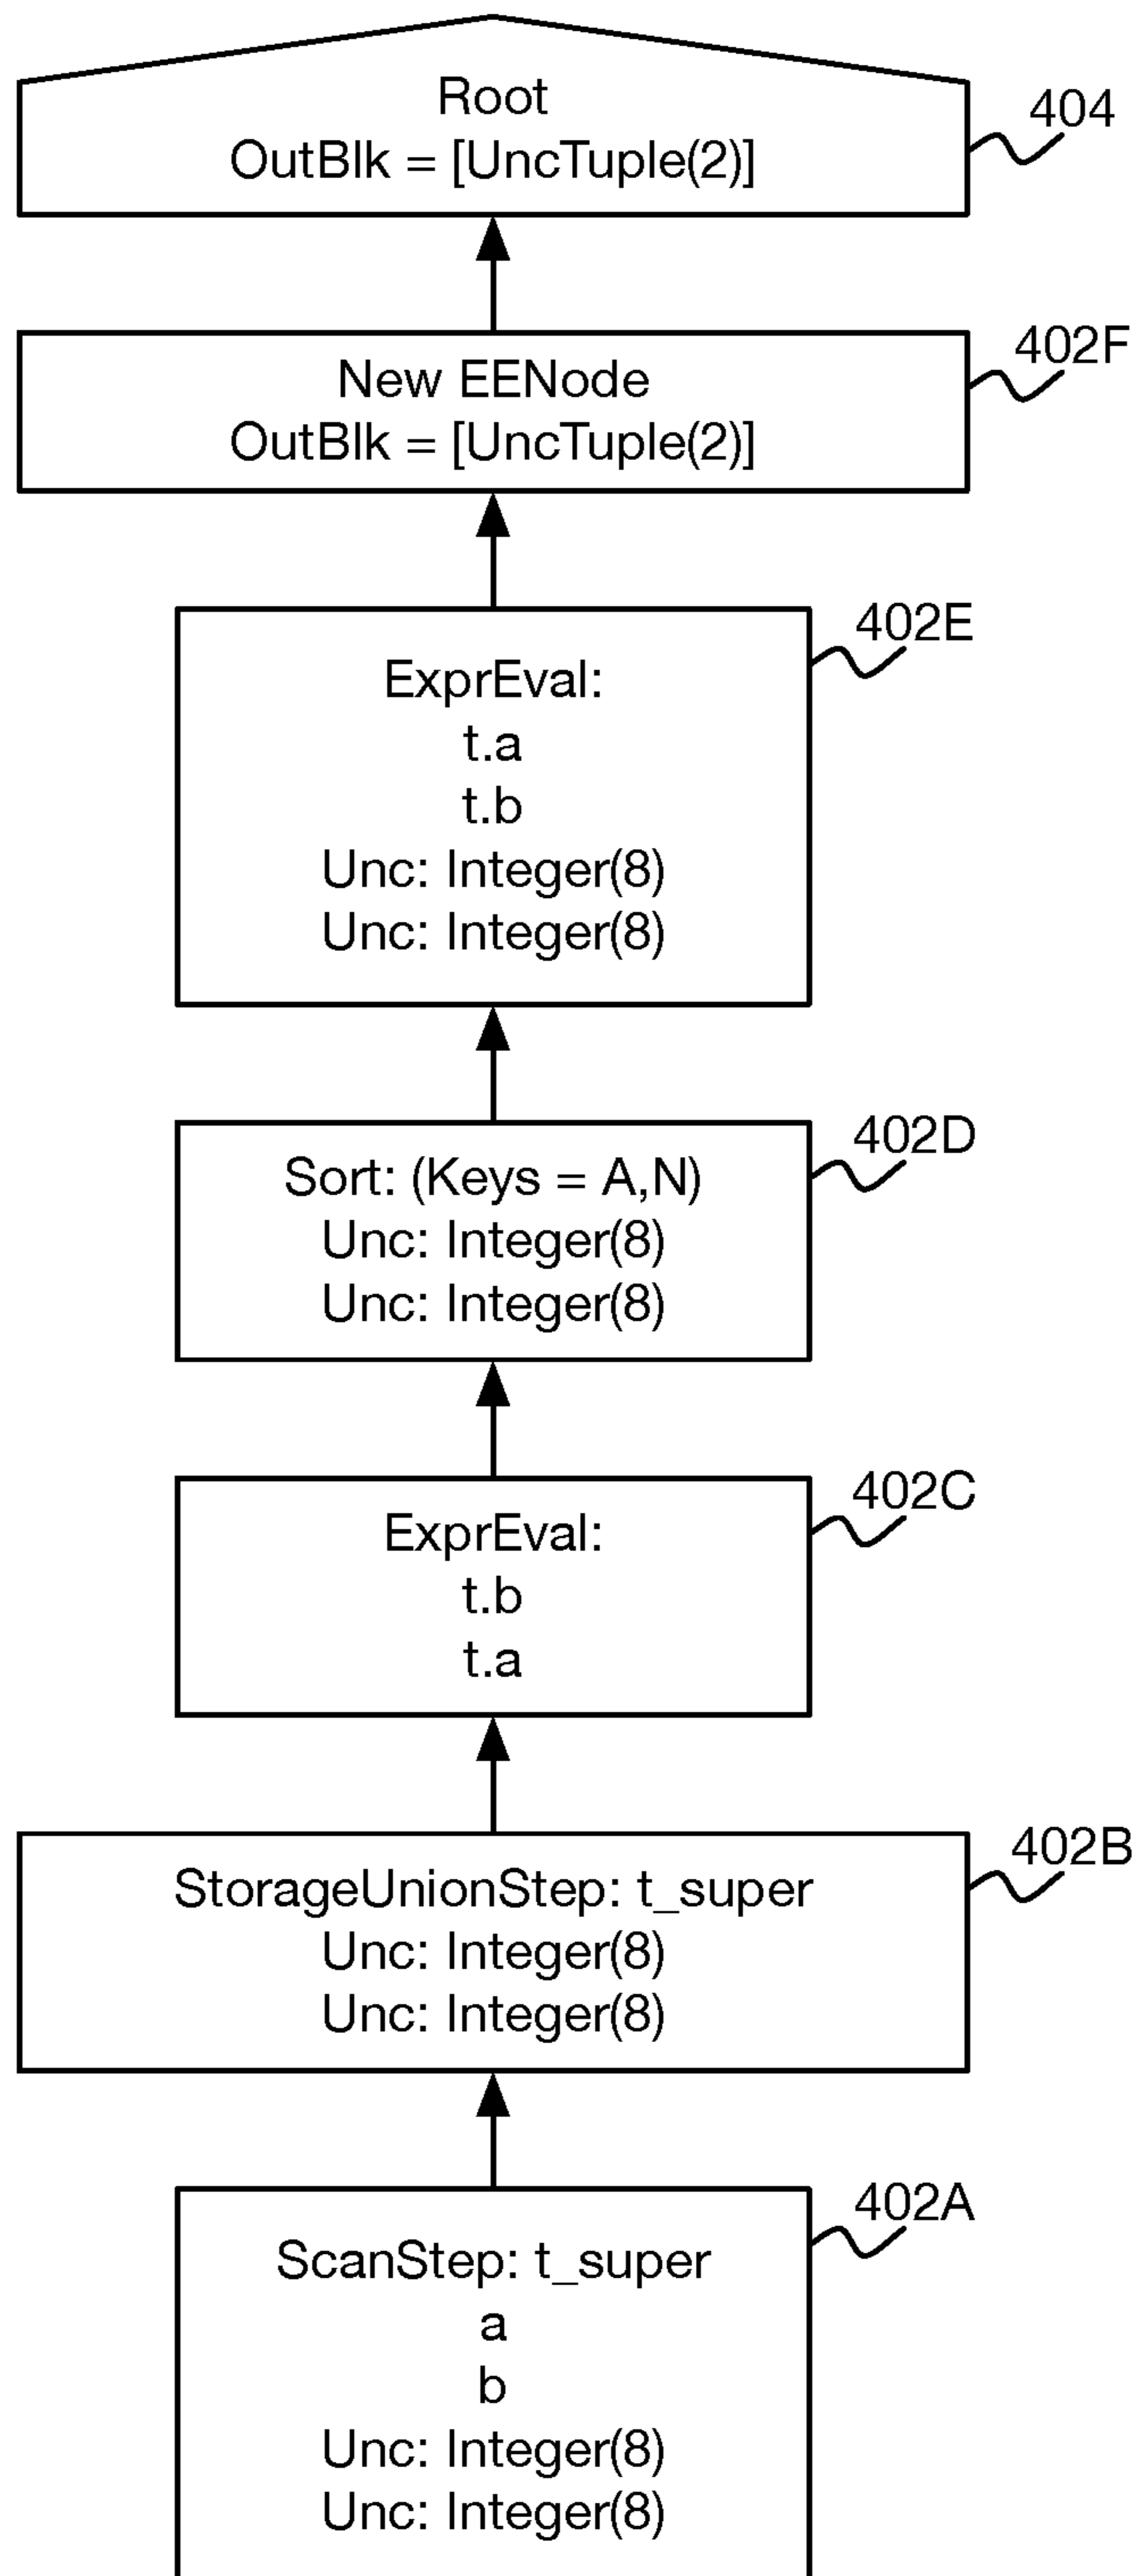 Root
OutBlk = [UncTuple(2)]
404
New EENode
OutBlk = [UncTuple(2)]
402F
ExprEval:
t.a
t.b
Unc: Integer(8)
Unc: Integer(8)
402E
Sort: (Keys = A,N)
Unc: Integer(8)
Unc: Integer(8)
402D
ExprEval:
t.b
t.a
402C
StorageUnionStep: t_super
Unc: Integer(8)
Unc: Integer(8)
402B
ScanStep: t_super
a
b
Unc: Integer(8)
Unc: Integer(8)
402A